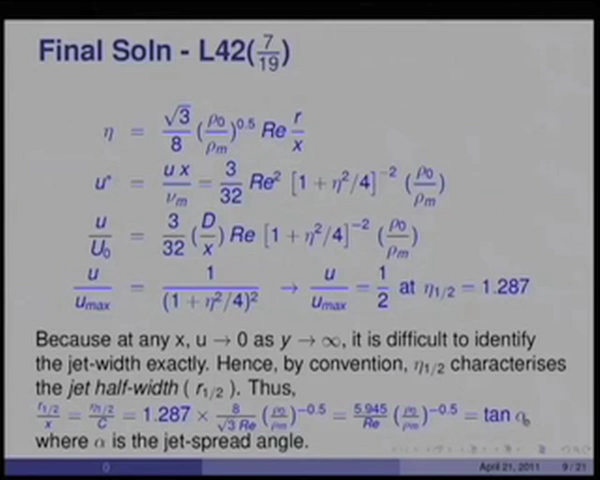 Final Soln - L42(7/19)
η = √3/8 (ρ0/ρm)^0.5 Re r/x
u* = u x/νm = 3/32 Re² [1 + η²/4]^−2 (ρ0/ρm)
u/U0 = 3/32 (D/x) Re [1 + η²/4]^−2 (ρ0/ρm)
u/umax = 1/(1 + η²/4)² → u/umax = 1/2 at η1/2 = 1.287
Because at any x, u → 0 as y → ∞, it is difficult to identify
the jet-width exactly. Hence, by convention, η1/2 characterises
the jet half-width ( r1/2 ). Thus,
r1/2/x = η1/2/C = 1.287 × 8/(√3 Re) (ρ0/ρm)^−0.5 = 5.945/Re (ρ0/ρm)^−0.5 = tan α
where α is the jet-spread angle.
()
April 21, 2011 9 / 21